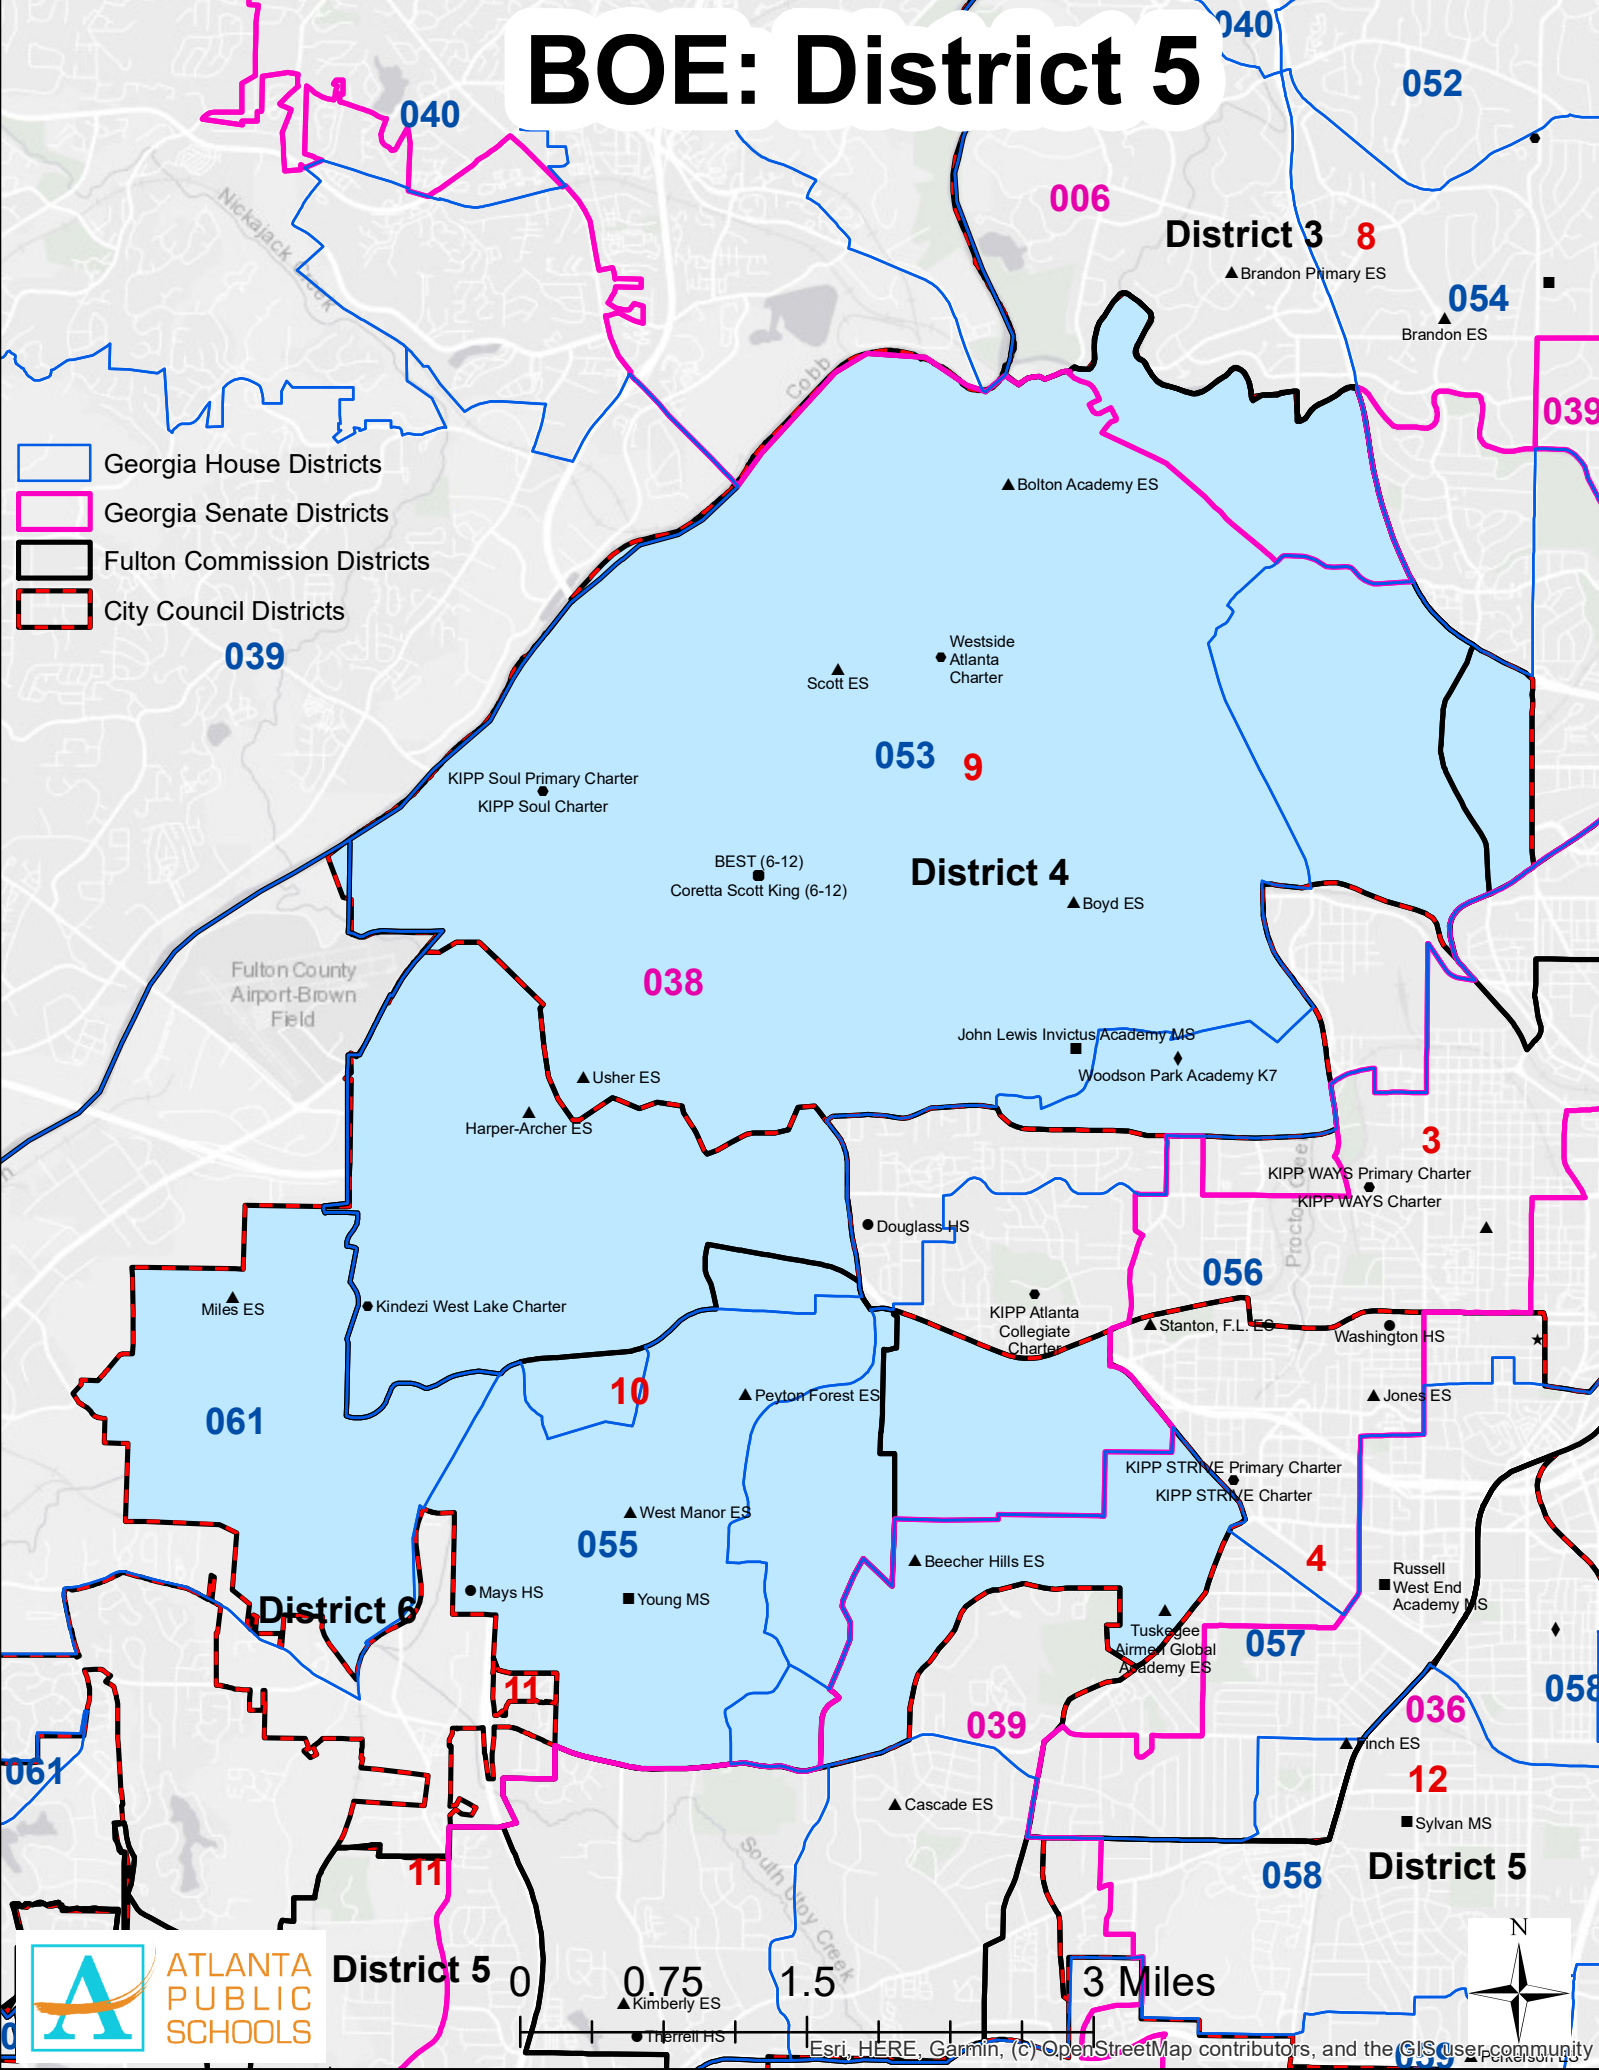 BOE: District 5
040
052
040
Nickajack Creek
006
District 3
8
Brandon Primary ES
054
Brandon ES
Cobb
039
Georgia House Districts
Georgia Senate Districts
Fulton Commission Districts
City Council Districts
039
Bolton Academy ES
Westside
Atlanta
Charter
Scott ES
053
9
KIPP Soul Primary Charter
KIPP Soul Charter
BEST (6-12)
Coretta Scott King (6-12)
District 4
Boyd ES
Fulton County
Airport-Brown
Field
038
John Lewis Invictus Academy MS
Woodson Park Academy K7
Usher ES
Harper-Archer ES
3
KIPP WAYS Primary Charter
KIPP WAYS Charter
Douglass HS
056
Miles ES
Kindezi West Lake Charter
KIPP Atlanta
Collegiate
Charter
Stanton, F.L. ES
Washington HS
10
Peyton Forest ES
Jones ES
061
KIPP STRIVE Primary Charter
KIPP STRIVE Charter
West Manor ES
055
Beecher Hills ES
4
Russell
West End
Academy MS
Mays HS
Young MS
District 6
Tuskegee
Airmen Global
Academy ES
057
11
058
039
036
061
Finch ES
12
Cascade ES
Sylvan MS
11
District 5
058
South Utoy Creek
N
ATLANTA
PUBLIC
SCHOOLS
District 5
0 0.75 1.5 3 Miles
Kimberly ES
Therrell HS
Esri, HERE, Garmin, (c) OpenStreetMap contributors, and the GIS user community
059